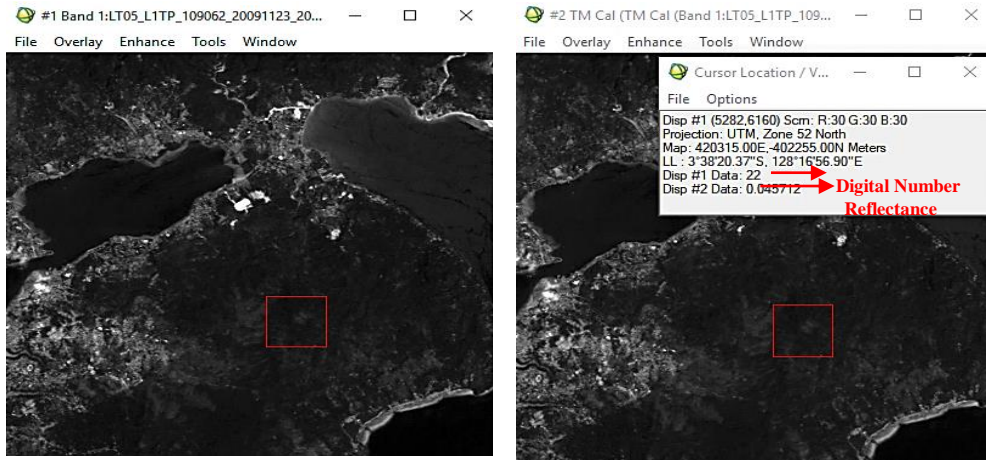 #1 Band 1:LT05_L1TP_109062_20091123_20...
File Overlay Enhance Tools Window
#2 TM Cal (TM Cal (Band 1:LT05_L1TP_109...
File Overlay Enhance Tools Window
Cursor Location / V...
File Options
Disp #1 (5282,6160) Scrn: R:30 G:30 B:30
Projection: UTM, Zone 52 North
Map: 420315.00E,-402255.00N Meters
LL : 3°38'20.37"S, 128°16'56.90"E
Disp #1 Data: 22
Disp #2 Data: 0.045712
Digital Number
Reflectance